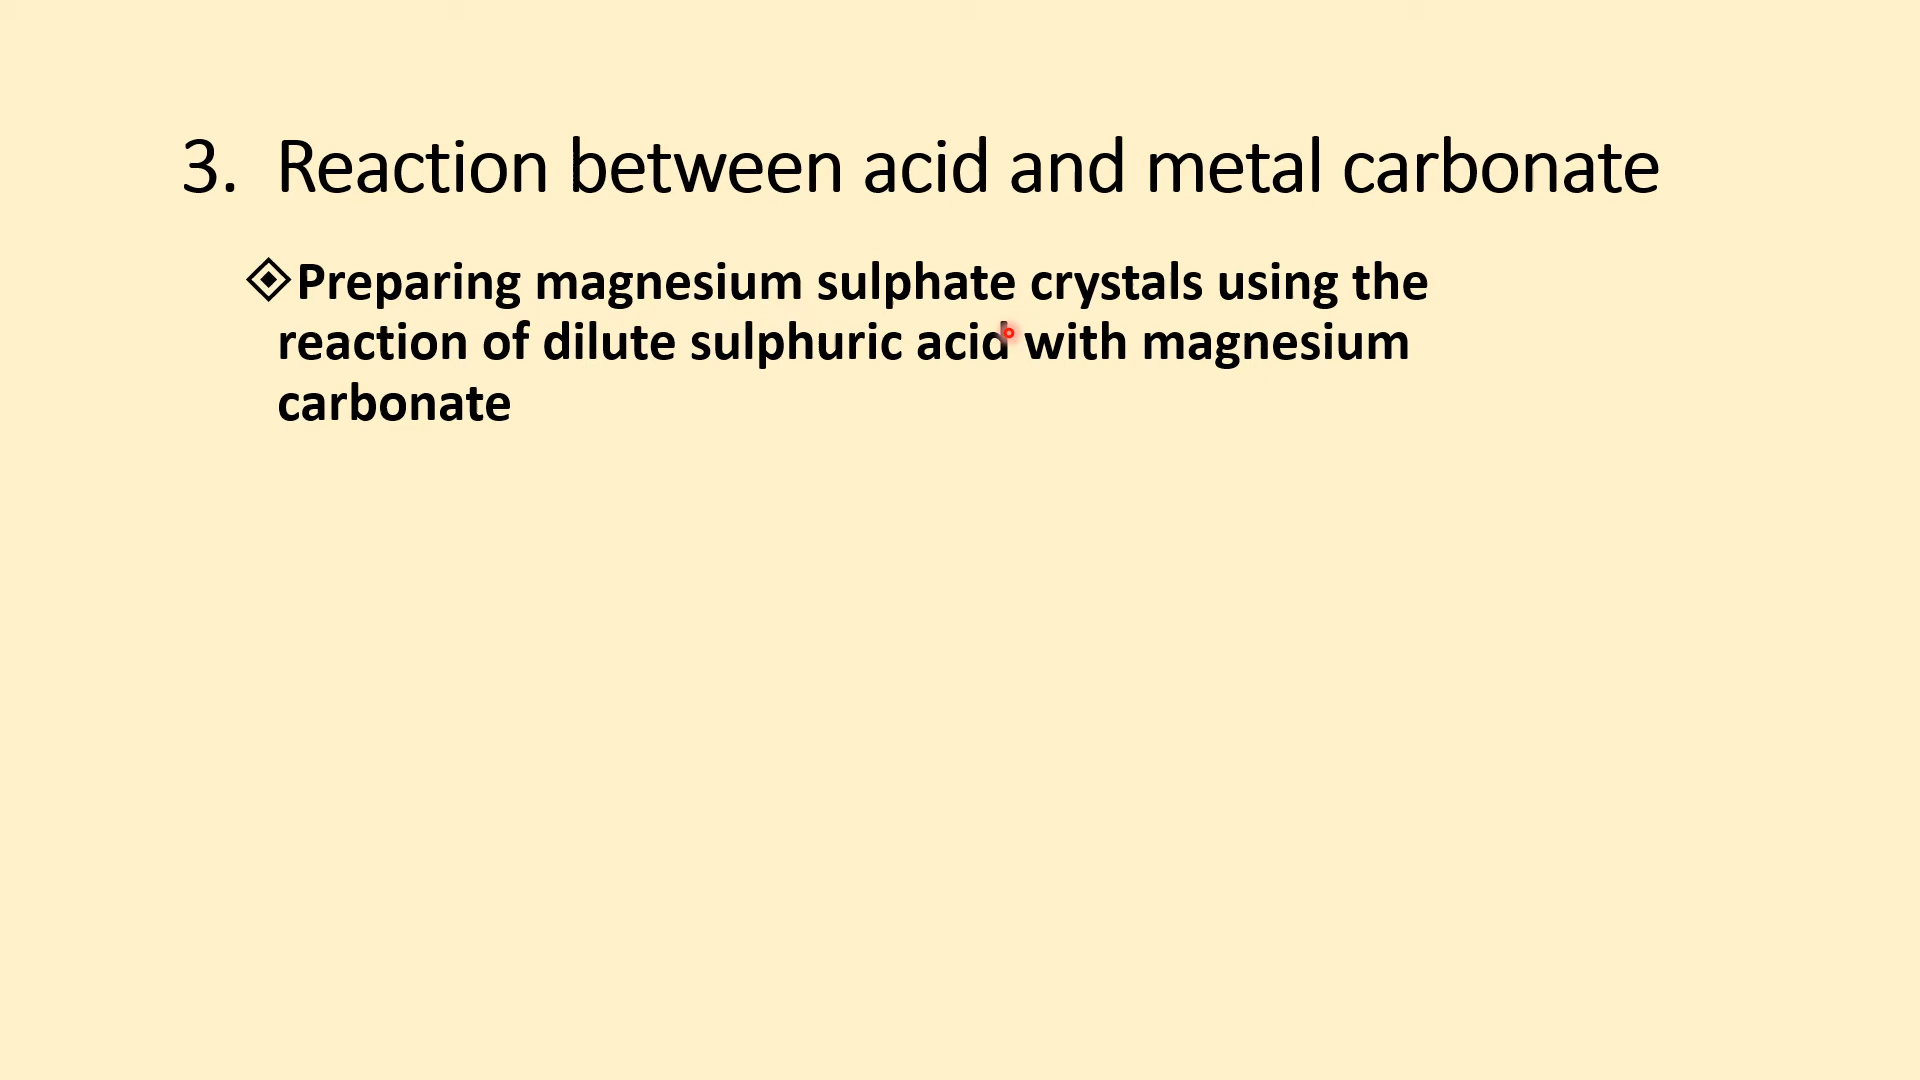 3. Reaction between acid and metal carbonate
Preparing magnesium sulphate crystals using the
reaction of dilute sulphuric acid with magnesium
carbonate